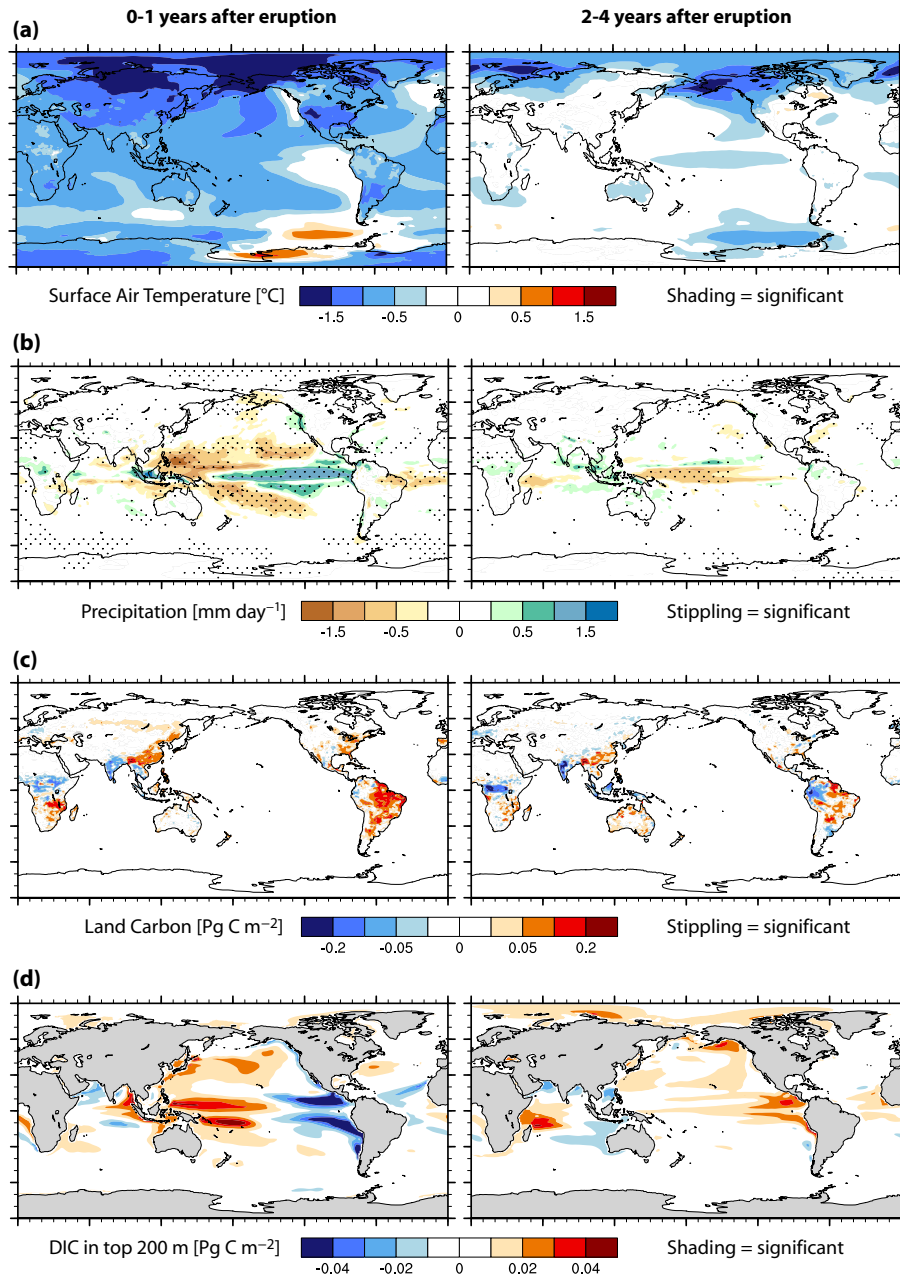 0-1 years after eruption 2-4 years after eruption
(a)
Surface Air Temperature [°C] Shading = significant
-1.5 -0.5 0 0.5 1.5
(b)
Precipitation [mm day⁻¹] Stippling = significant
-1.5 -0.5 0 0.5 1.5
(c)
Land Carbon [Pg C m⁻²] Stippling = significant
-0.2 -0.05 0 0.05 0.2
(d)
DIC in top 200 m [Pg C m⁻²] Shading = significant
-0.04 -0.02 0 0.02 0.04